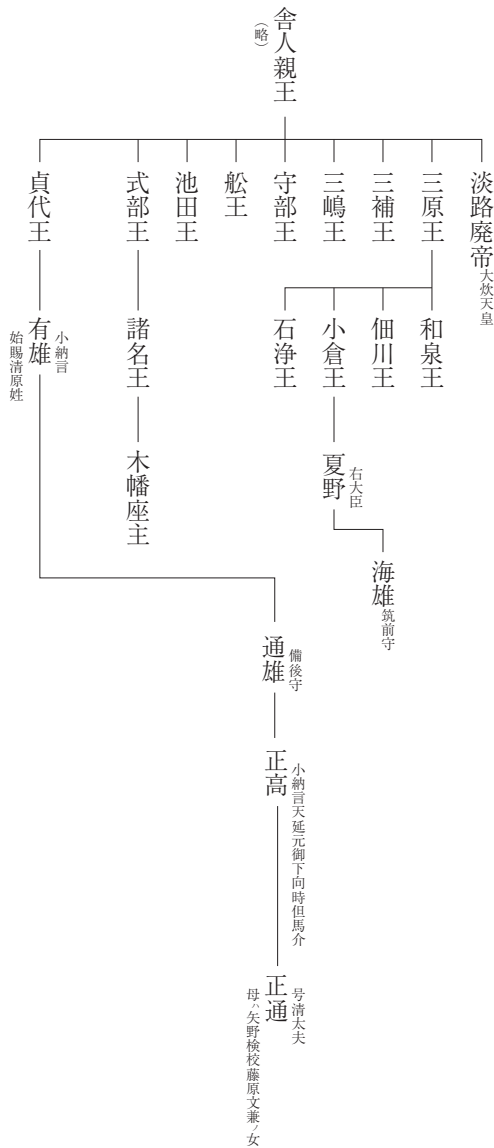 舎人親王
（略）
淡路廃帝
大炊天皇
三原王
三補王
三嶋王
守部王
舩王
池田王
式部王
貞代王
和泉王
佃川王
小倉王
石浄王
諸名王
有雄
小納言
始賜清原姓
夏野
右大臣
木幡座主
海雄
筑前守
通雄
備後守
正高
小納言天延元御下向時但馬介
正通
号清太夫
母ハ矢野検校藤原文兼ノ女